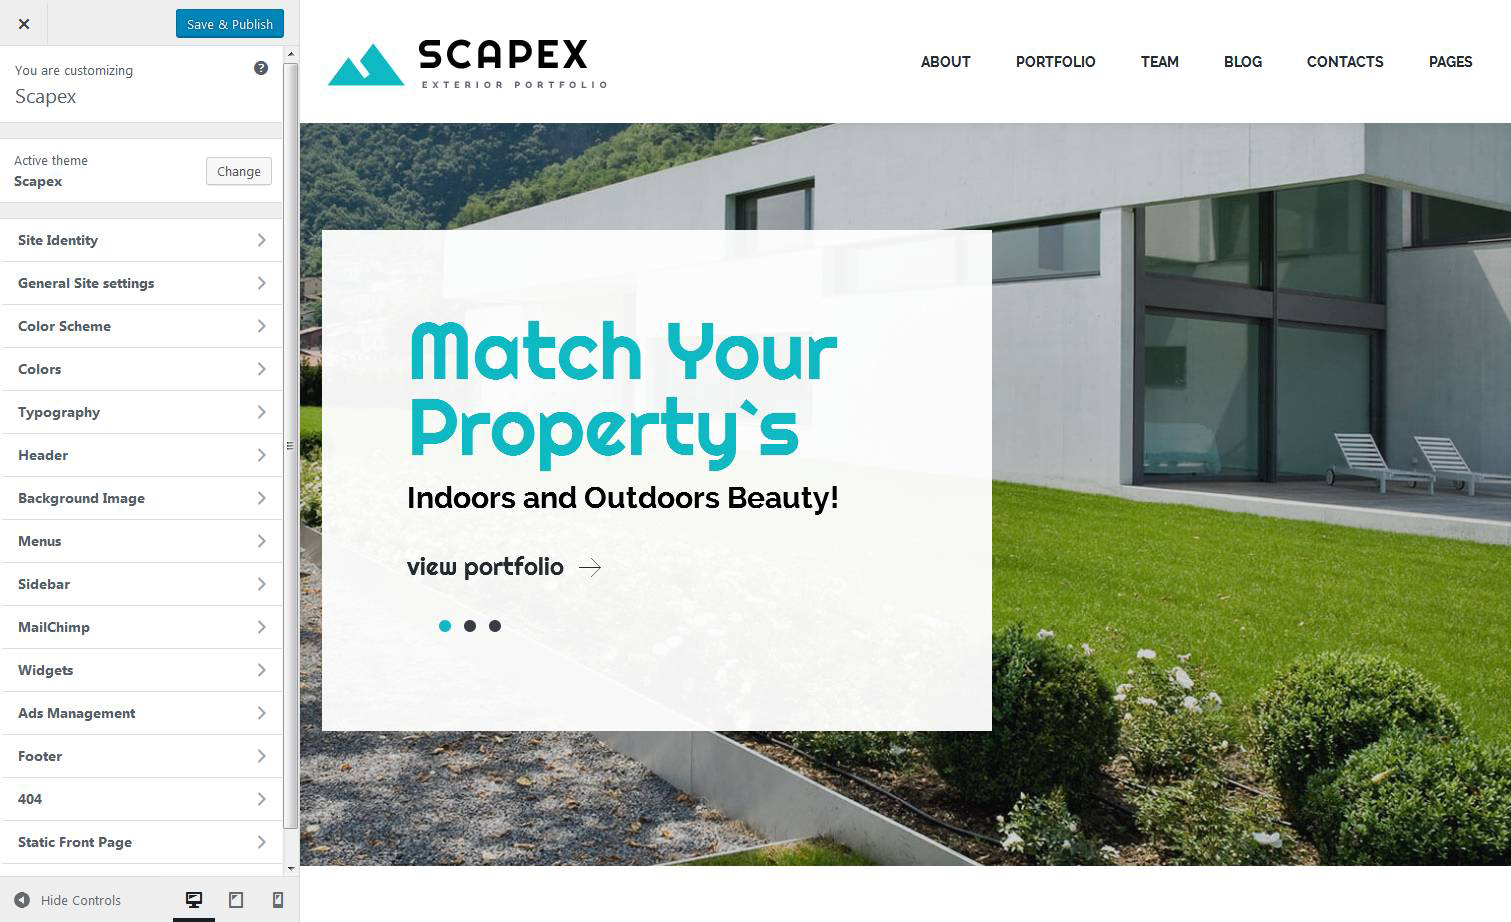 Save & Publish
You are customizing
Scapex
Active theme
Scapex
Change
Site Identity
General Site settings
Color Scheme
Colors
Typography
Header
Background Image
Menus
Sidebar
MailChimp
Widgets
Ads Management
Footer
404
Static Front Page
Hide Controls
SCAPEX
EXTERIOR PORTFOLIO
ABOUT PORTFOLIO TEAM BLOG CONTACTS PAGES
Match Your
Property`s
Indoors and Outdoors Beauty!
view portfolio